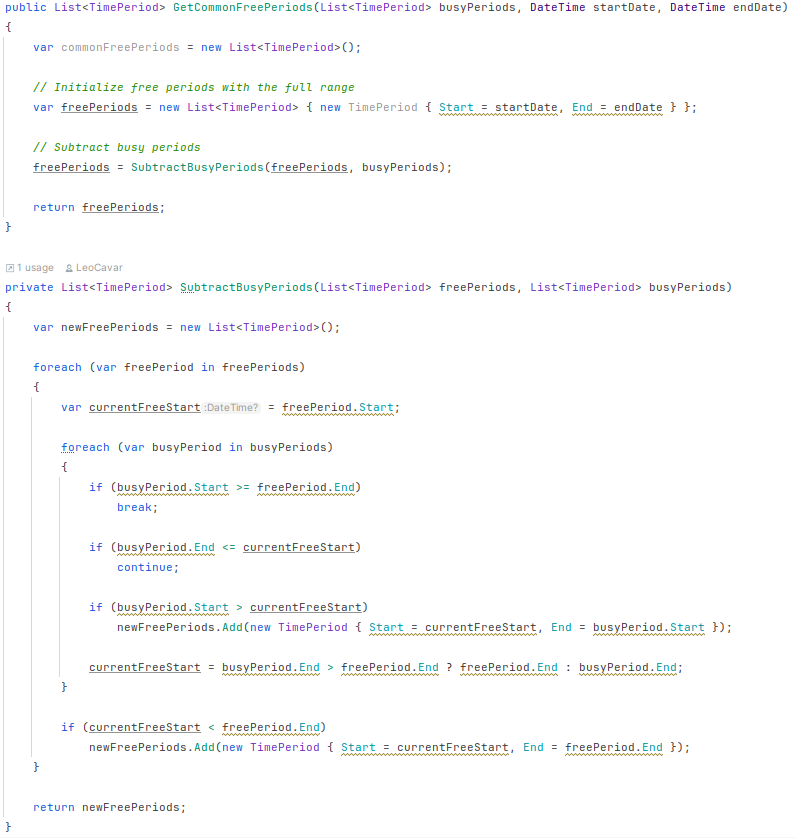 public List<TimePeriod> GetCommonFreePeriods(List<TimePeriod> busyPeriods, DateTime startDate, DateTime endDate)
{
    var commonFreePeriods = new List<TimePeriod>();

    // Initialize free periods with the full range
    var freePeriods = new List<TimePeriod> { new TimePeriod { Start = startDate, End = endDate } };

    // Subtract busy periods
    freePeriods = SubtractBusyPeriods(freePeriods, busyPeriods);

    return freePeriods;
}

1 usage LeoCavar
private List<TimePeriod> SubtractBusyPeriods(List<TimePeriod> freePeriods, List<TimePeriod> busyPeriods)
{
    var newFreePeriods = new List<TimePeriod>();

    foreach (var freePeriod in freePeriods)
    {
        var currentFreeStart :DateTime? = freePeriod.Start;

        foreach (var busyPeriod in busyPeriods)
        {
            if (busyPeriod.Start >= freePeriod.End)
                break;

            if (busyPeriod.End <= currentFreeStart)
                continue;

            if (busyPeriod.Start > currentFreeStart)
                newFreePeriods.Add(new TimePeriod { Start = currentFreeStart, End = busyPeriod.Start });

            currentFreeStart = busyPeriod.End > freePeriod.End ? freePeriod.End : busyPeriod.End;
        }

        if (currentFreeStart < freePeriod.End)
            newFreePeriods.Add(new TimePeriod { Start = currentFreeStart, End = freePeriod.End });
    }

    return newFreePeriods;
}